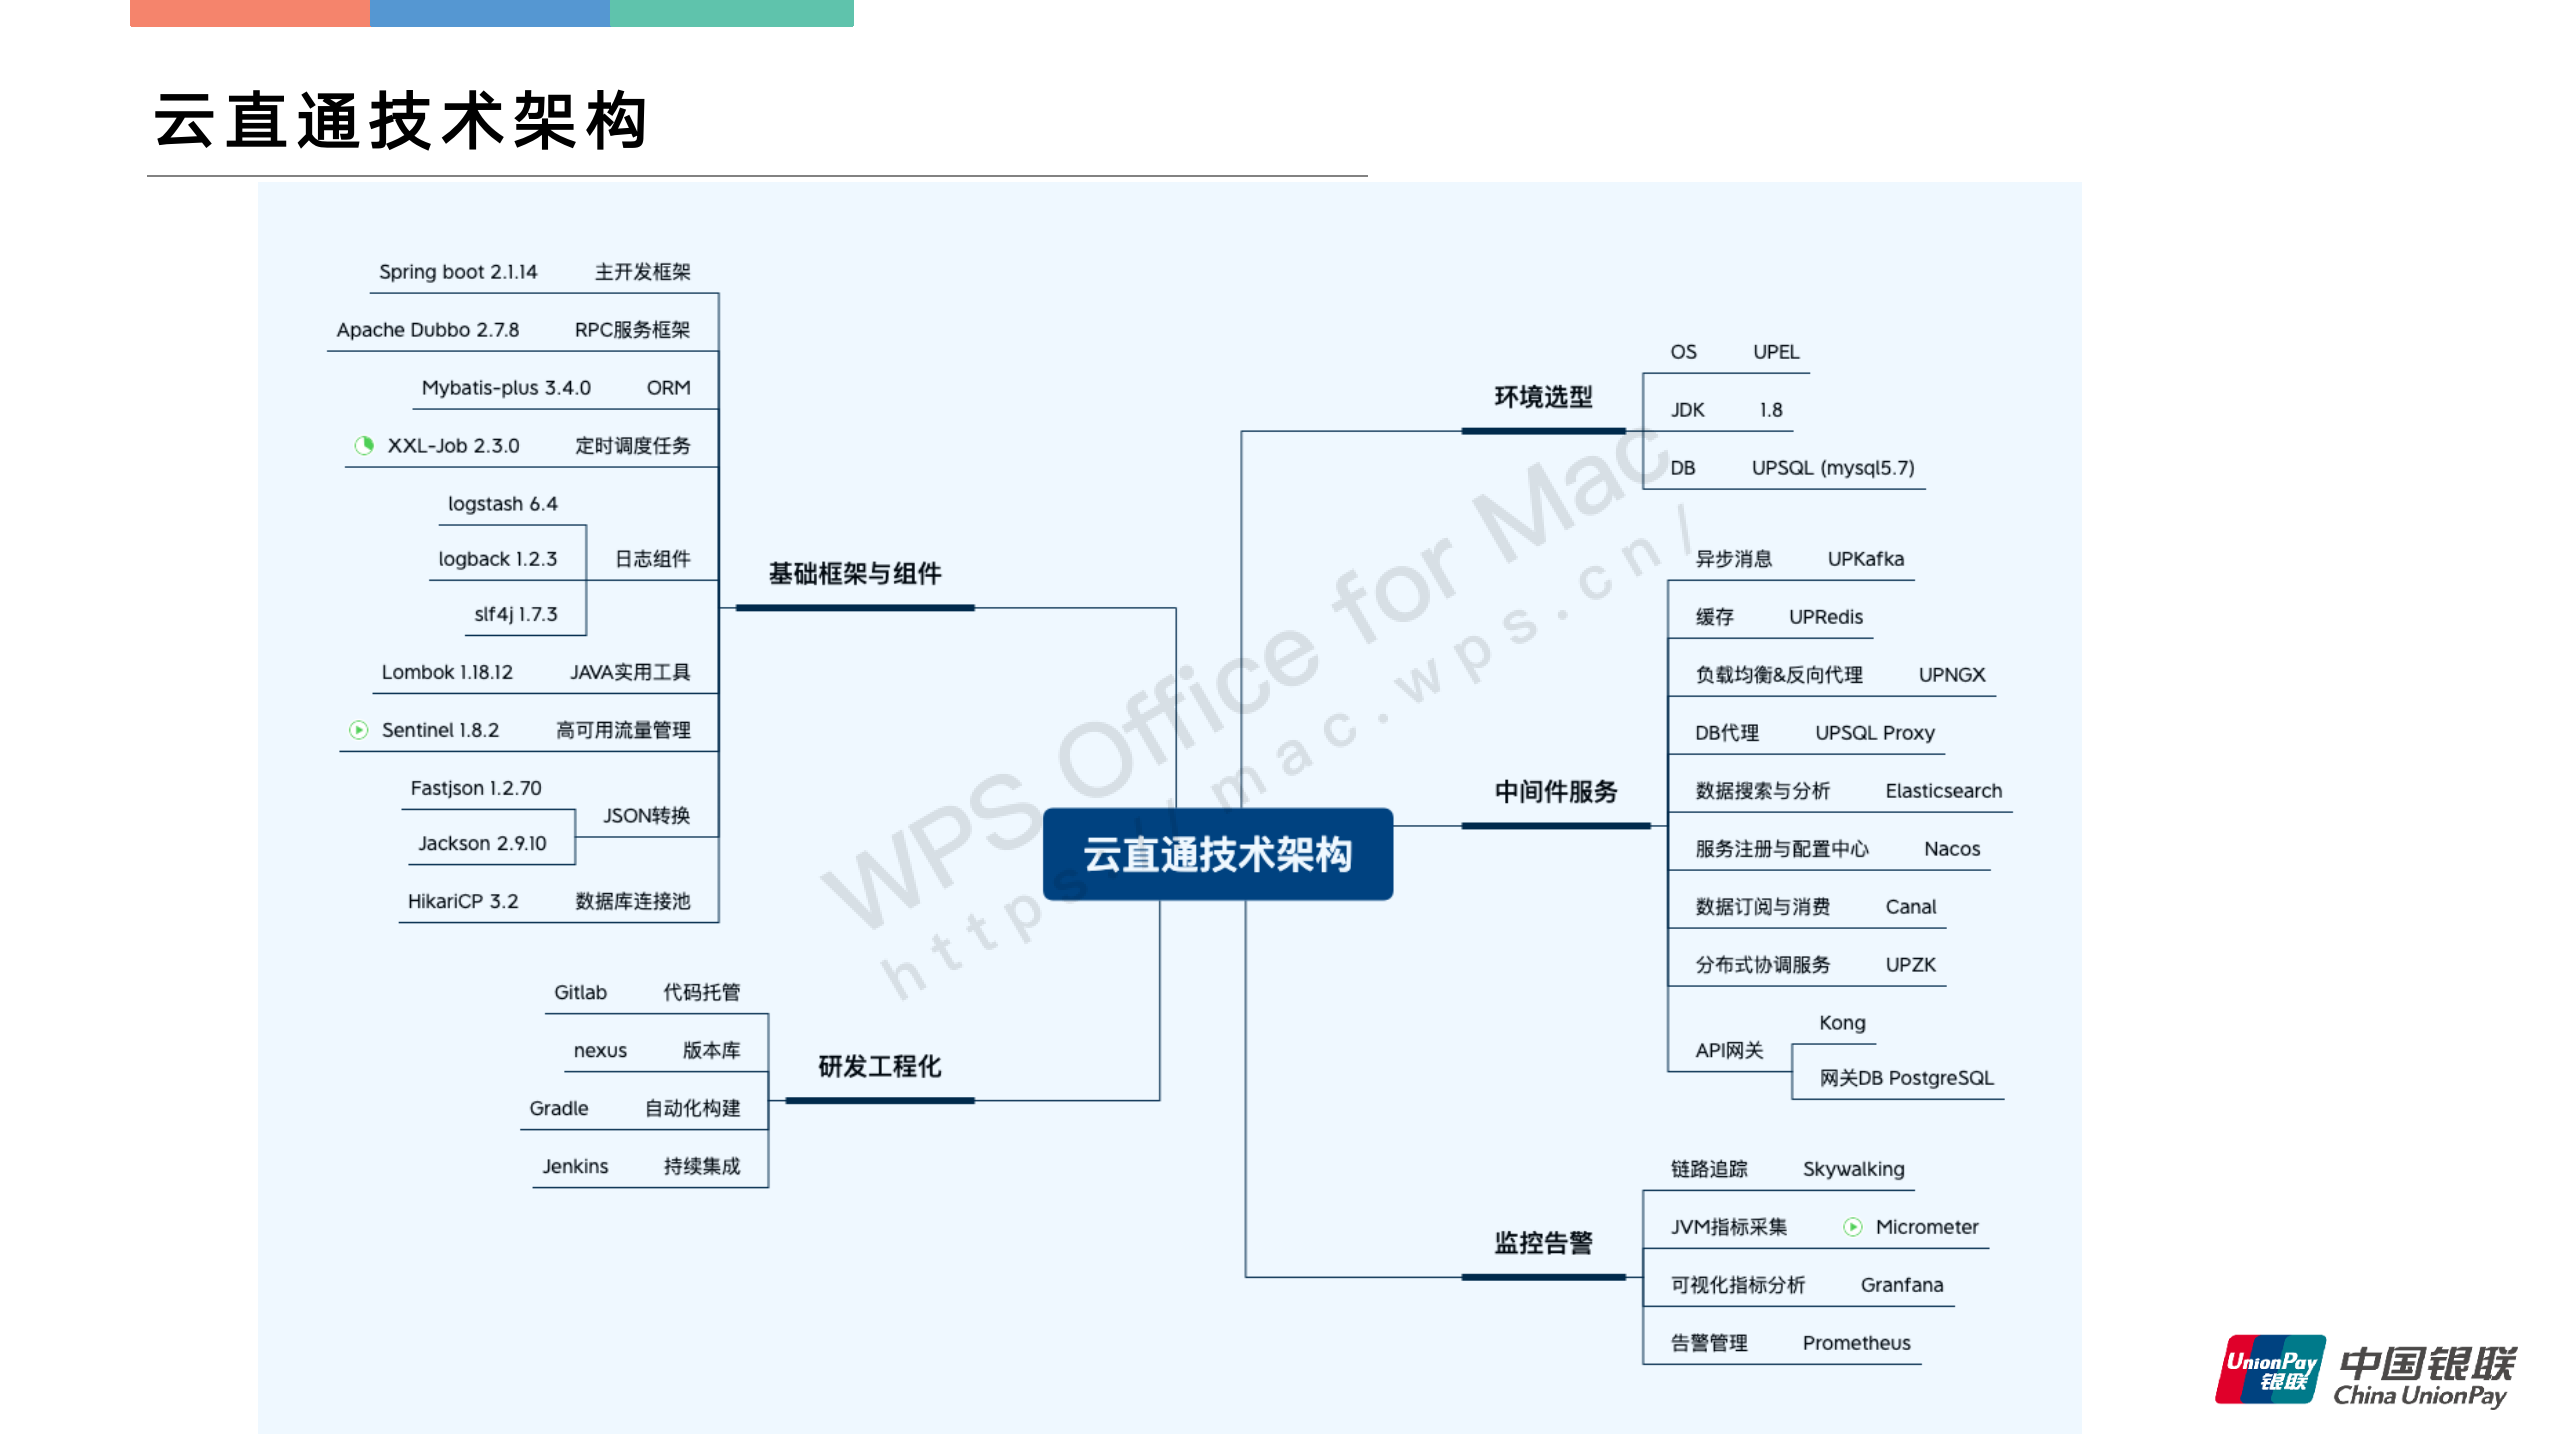 云直通技术架构
Spring boot 2.1.14 主开发框架
Apache Dubbo 2.7.8 RPC服务框架
Mybatis-plus 3.4.0 ORM
XXL-Job 2.3.0 定时调度任务
logstash 6.4
logback 1.2.3 日志组件
slf4j 1.7.3
Lombok 1.18.12 JAVA实用工具
Sentinel 1.8.2 高可用流量管理
Fastjson 1.2.70
JSON转换
Jackson 2.9.10
HikariCP 3.2 数据库连接池
基础框架与组件
Gitlab 代码托管
nexus 版本库
Gradle 自动化构建
Jenkins 持续集成
研发工程化
云直通技术架构
环境选型
OS UPEL
JDK 1.8
DB UPSQL (mysql5.7)
中间件服务
异步消息 UPKafka
缓存 UPRedis
负载均衡&反向代理 UPNGX
DB代理 UPSQL Proxy
数据搜索与分析 Elasticsearch
服务注册与配置中心 Nacos
数据订阅与消费 Canal
分布式协调服务 UPZK
API网关
Kong
网关DB PostgreSQL
监控告警
链路追踪 Skywalking
JVM指标采集 Micrometer
可视化指标分析 Granfana
告警管理 Prometheus
WPS Office for Mac
https://mac.wps.cn/
UnionPay
银联
中国银联
China UnionPay